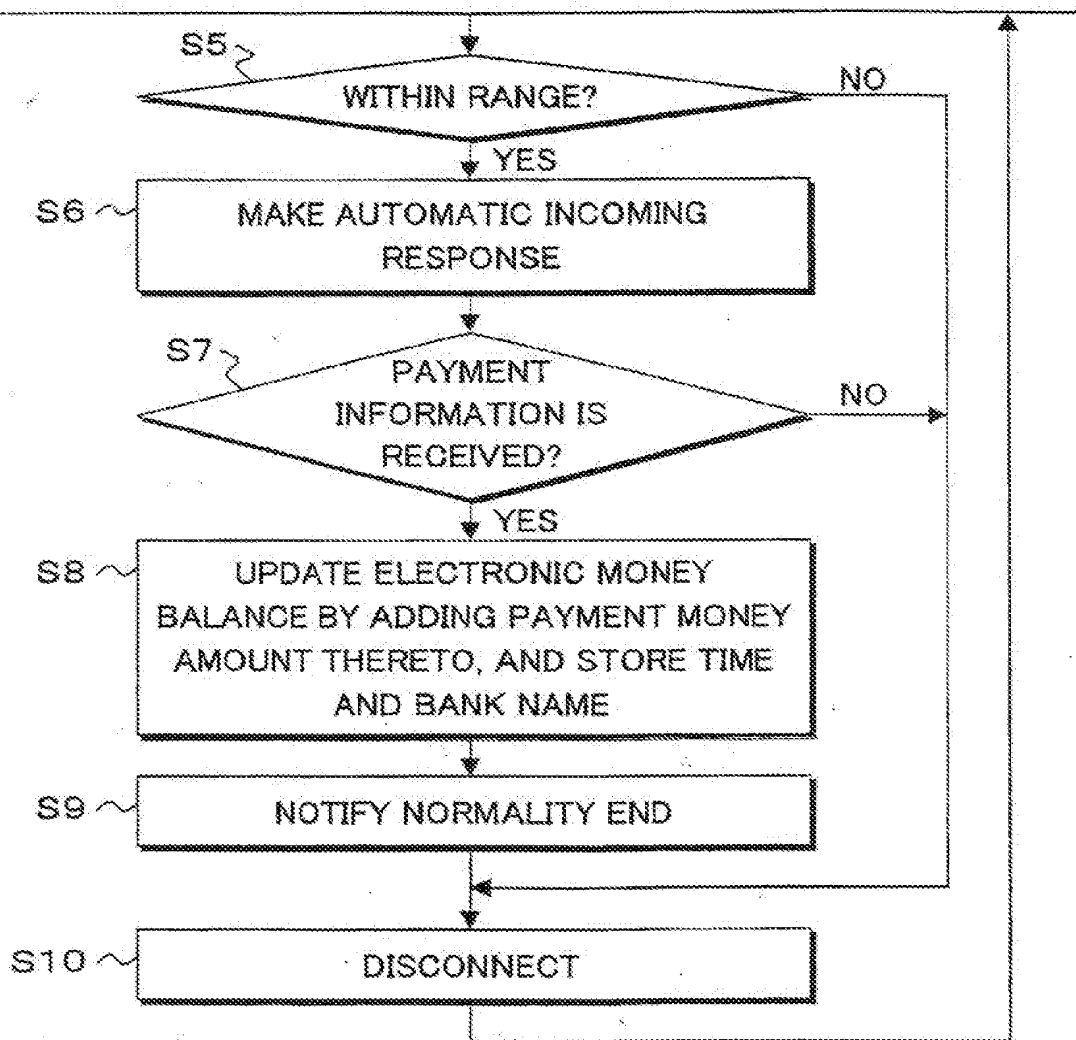 S5
WITHIN RANGE?
NO
YES
S6
MAKE AUTOMATIC INCOMING
RESPONSE
S7
PAYMENT
INFORMATION IS
RECEIVED?
NO
YES
S8
UPDATE ELECTRONIC MONEY
BALANCE BY ADDING PAYMENT MONEY
AMOUNT THERETO, AND STORE TIME
AND BANK NAME
S9
NOTIFY NORMALITY END
S10
DISCONNECT